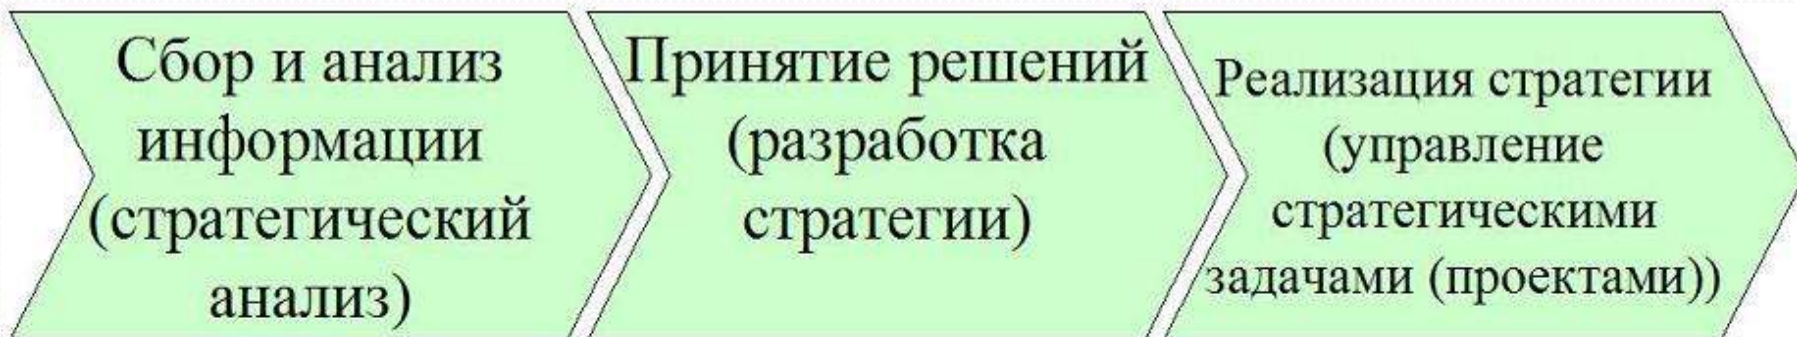 Сбор и анализ
информации
(стратегический
анализ)
Принятие решений
(разработка
стратегии)
Реализация стратегии
(управление
стратегическими
задачами (проектами))